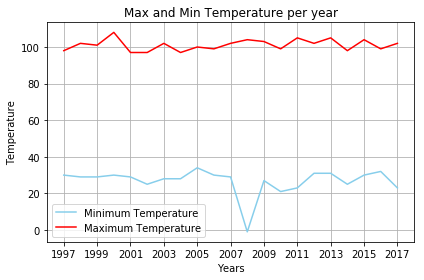 Max and Min Temperature per year
Temperature
100
80
60
40
20
0
Minimum Temperature
Maximum Temperature
1997 1999 2001 2003 2005 2007 2009 2011 2013 2015 2017
Years